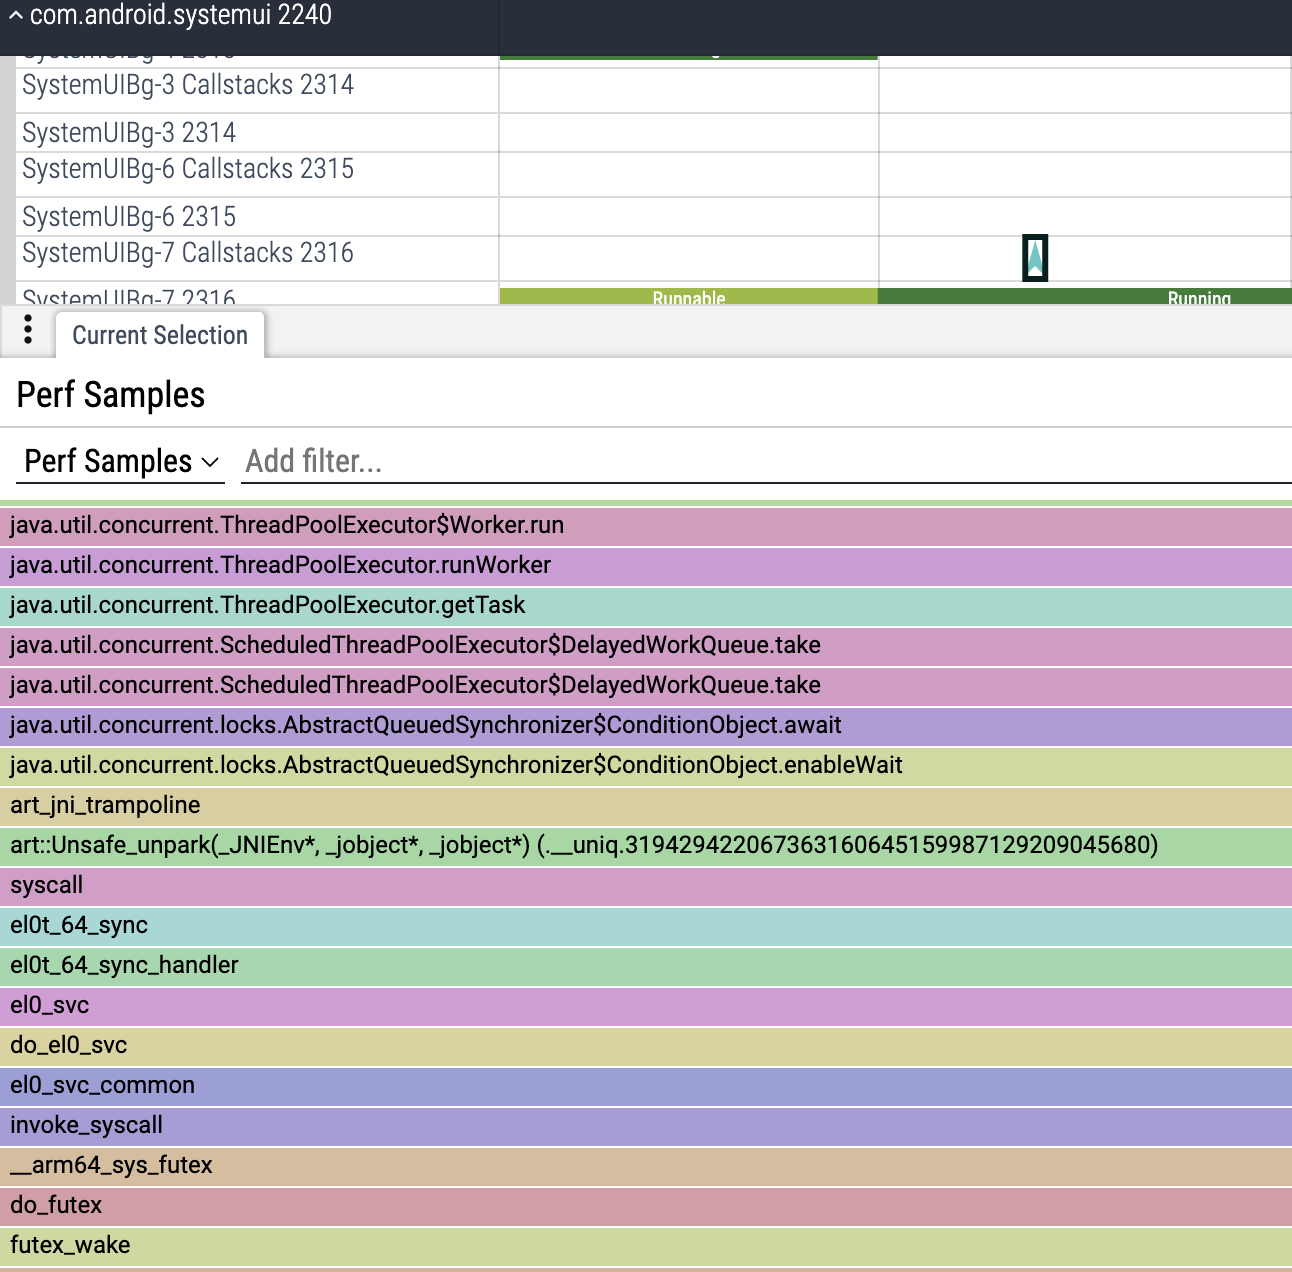 com.android.systemui 2240
SystemUIBg-3 Callstacks 2314
SystemUIBg-3 2314
SystemUIBg-6 Callstacks 2315
SystemUIBg-6 2315
SystemUIBg-7 Callstacks 2316
SystemUIBg-7 2316 Runnable Running
Current Selection
Perf Samples
Perf Samples Add filter...
java.util.concurrent.ThreadPoolExecutor$Worker.run
java.util.concurrent.ThreadPoolExecutor.runWorker
java.util.concurrent.ThreadPoolExecutor.getTask
java.util.concurrent.ScheduledThreadPoolExecutor$DelayedWorkQueue.take
java.util.concurrent.ScheduledThreadPoolExecutor$DelayedWorkQueue.take
java.util.concurrent.locks.AbstractQueuedSynchronizer$ConditionObject.await
java.util.concurrent.locks.AbstractQueuedSynchronizer$ConditionObject.enableWait
art_jni_trampoline
art::Unsafe_unpark(_JNIEnv*, _jobject*, _jobject*) (.__uniq.319429422067363160645159987129209045680)
syscall
el0t_64_sync
el0t_64_sync_handler
el0_svc
do_el0_svc
el0_svc_common
invoke_syscall
__arm64_sys_futex
do_futex
futex_wake